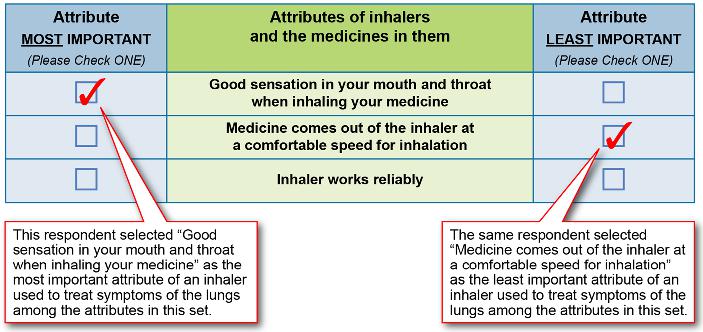 Attribute
MOST IMPORTANT
(Please Check ONE)
Attributes of inhalers
and the medicines in them
Attribute
LEAST IMPORTANT
(Please Check ONE)
Good sensation in your mouth and throat
when inhaling your medicine
Medicine comes out of the inhaler at
a comfortable speed for inhalation
Inhaler works reliably
This respondent selected “Good
sensation in your mouth and throat
when inhaling your medicine” as the
most important attribute of an inhaler
used to treat symptoms of the lungs
among the attributes in this set.
The same respondent selected
“Medicine comes out of the inhaler at
a comfortable speed for inhalation”
as the least important attribute of an
inhaler used to treat symptoms of the
lungs among the attributes in this set.